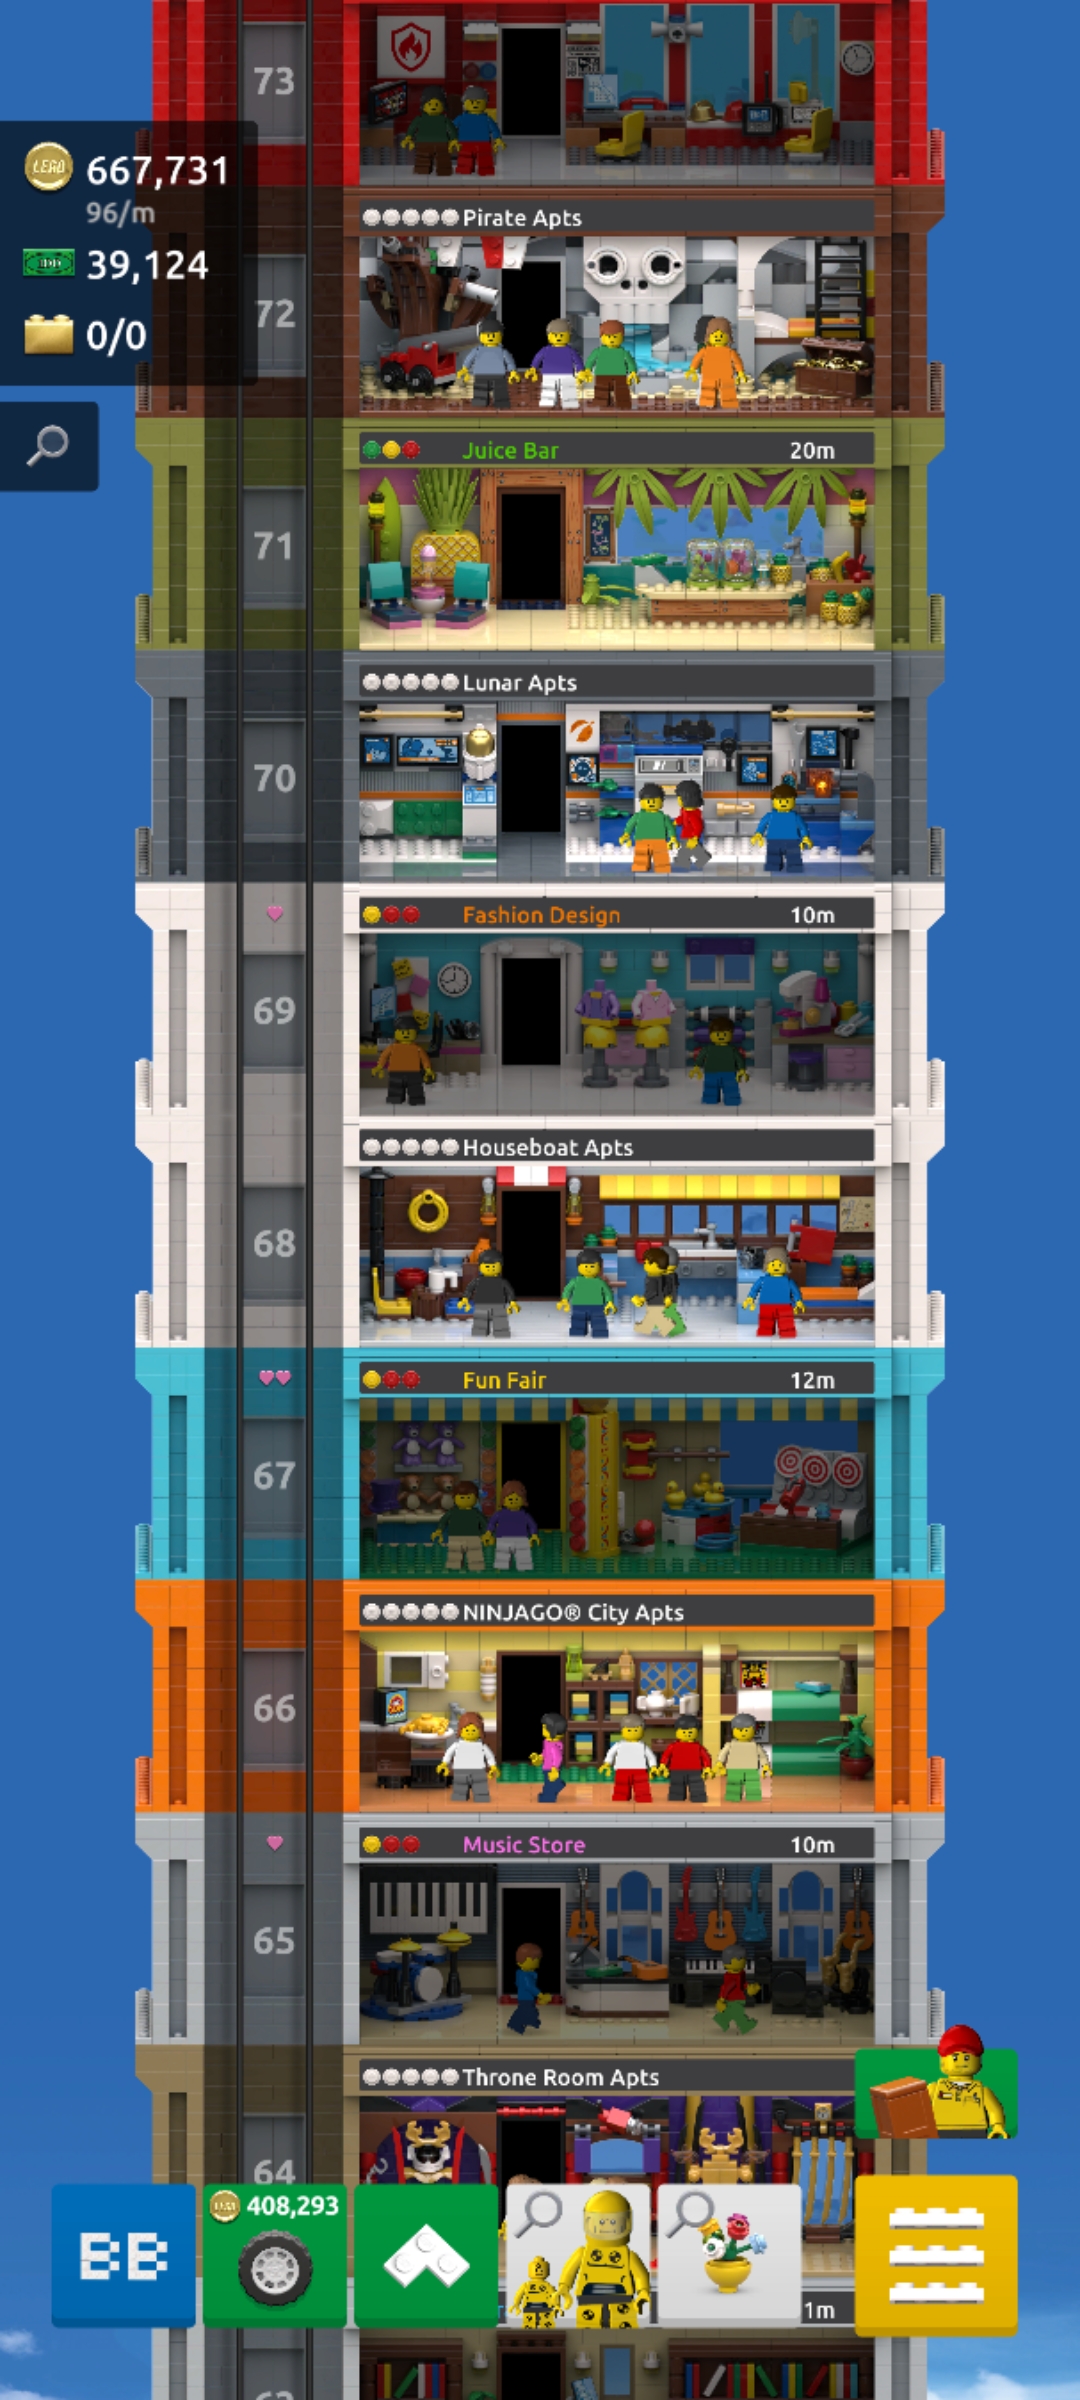 73
LEGO 667,731
96/m
39,124
0/0
Pirate Apts
72
Juice Bar 20m
71
Lunar Apts
70
Fashion Design 10m
69
Houseboat Apts
68
Fun Fair 12m
67
NINJAGO® City Apts
66
Music Store 10m
65
Throne Room Apts
64
BB
408,293
1m